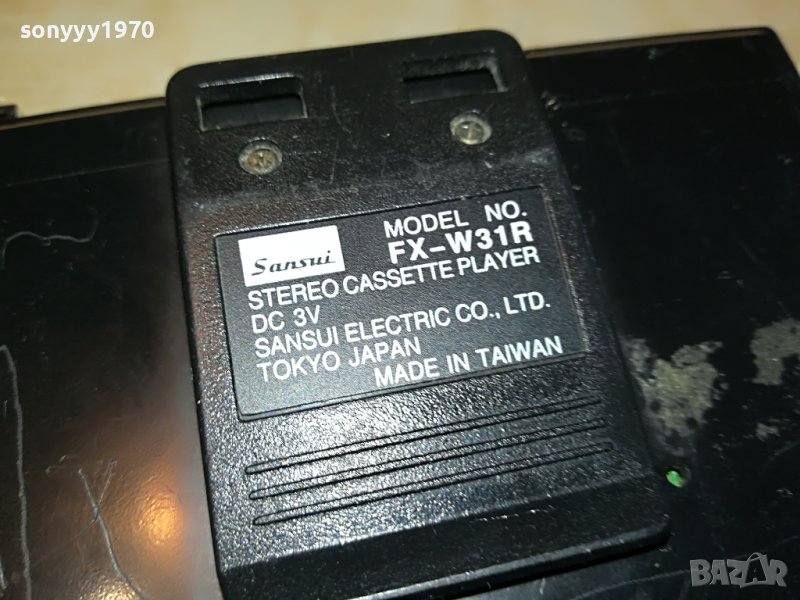 sonyyy1970
Sansui
MODEL NO.
FX-W31R
STEREO CASSETTE PLAYER
DC 3V
SANSUI ELECTRIC CO., LTD.
TOKYO JAPAN
MADE IN TAIWAN
BAZAR